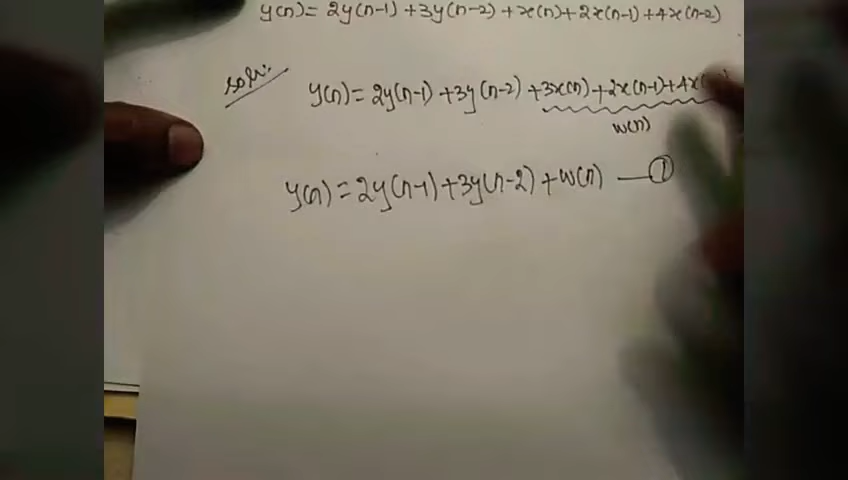 y(n) = 2y(n-1) + 3y(n-2) + x(n) + 2x(n-1) + 4x(n-2)
soln:
y(n) = 2y(n-1) + 3y(n-2) + 3x(n) + 2x(n-1) + 4x(
w(n)
y(n) = 2y(n-1) + 3y(n-2) + w(n) — ①